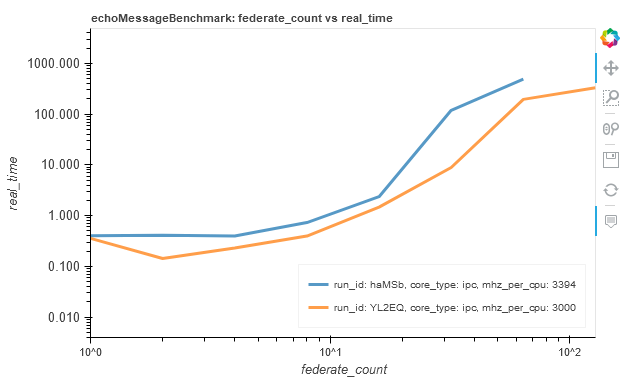 echoMessageBenchmark: federate_count vs real_time
1000.000
100.000
10.000
1.000
0.100
0.010
real_time
run_id: haMSb, core_type: ipc, mhz_per_cpu: 3394
run_id: YL2EQ, core_type: ipc, mhz_per_cpu: 3000
10^0
10^1
10^2
federate_count